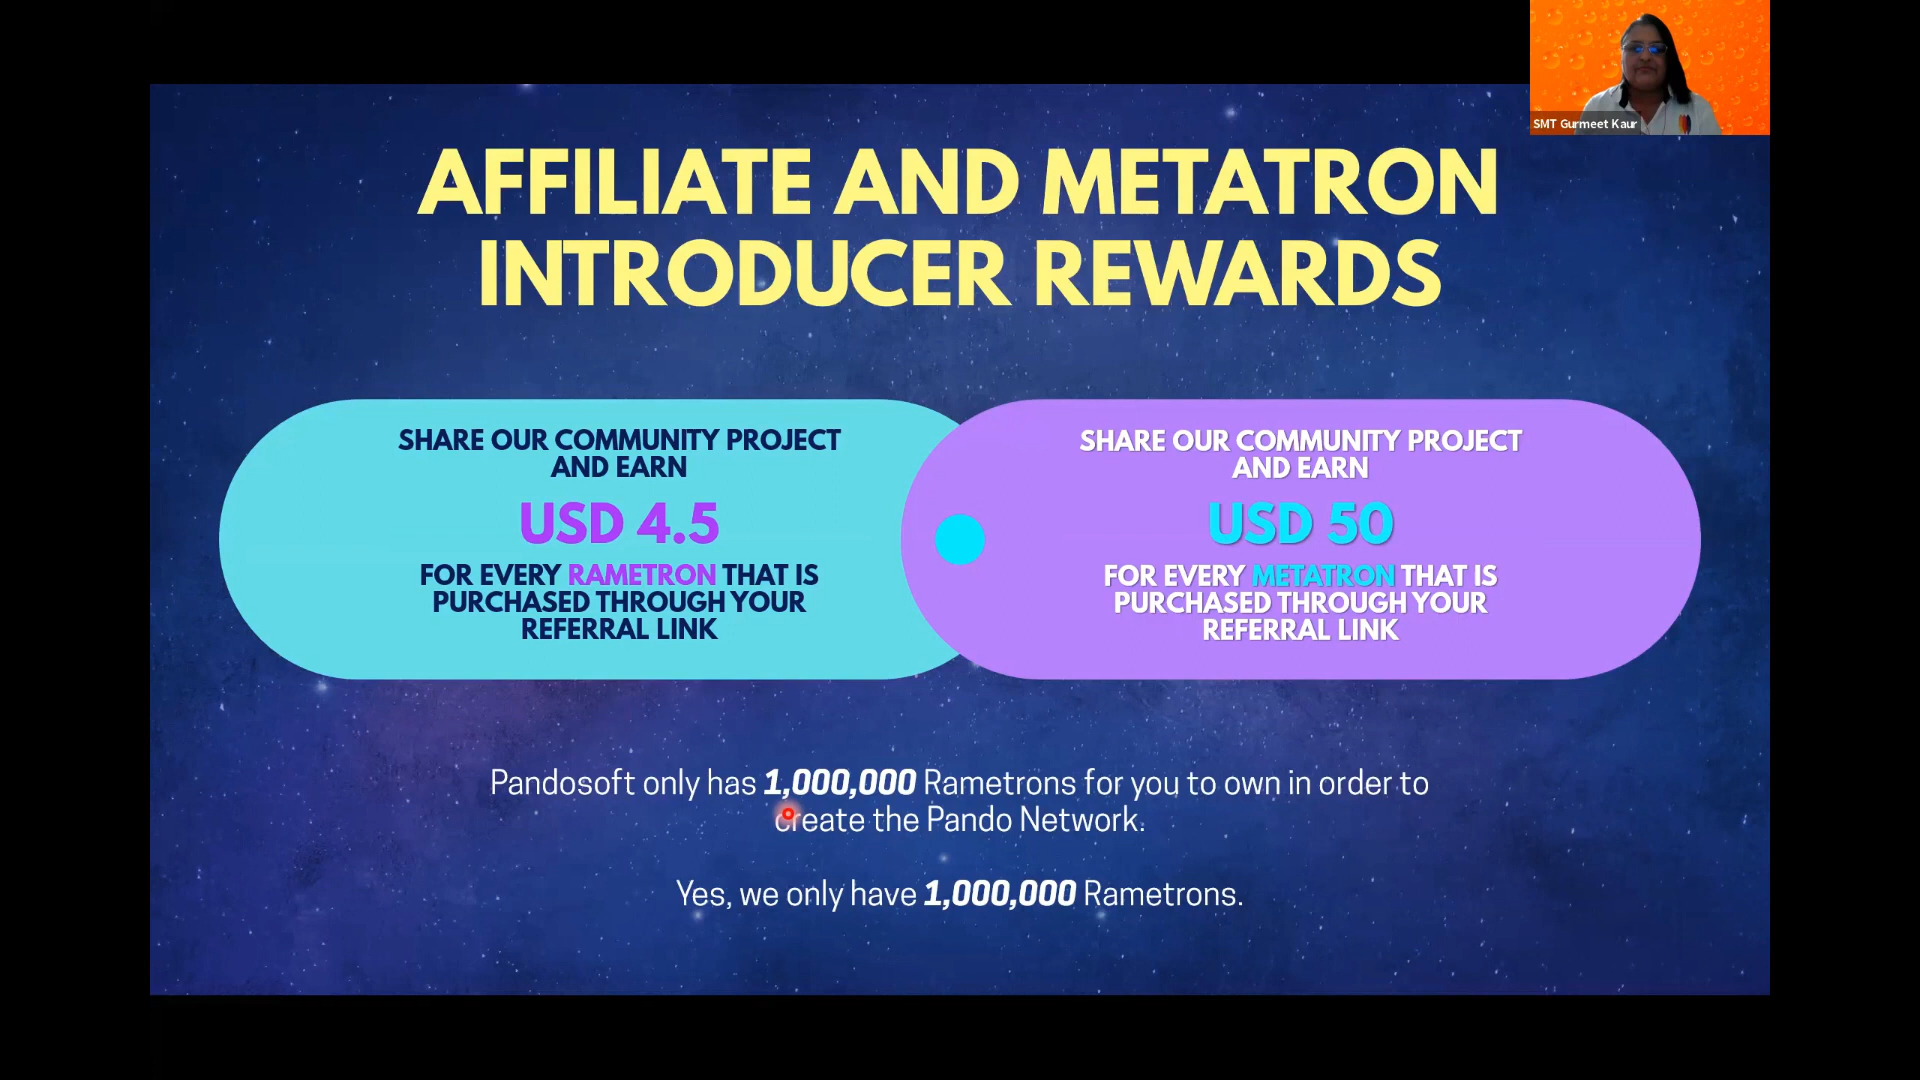 SMT Gurmeet Kaur
AFFILIATE AND METATRON
INTRODUCER REWARDS
SHARE OUR COMMUNITY PROJECT
AND EARN
USD 4.5
FOR EVERY RAMETRON THAT IS
PURCHASED THROUGH YOUR
REFERRAL LINK
SHARE OUR COMMUNITY PROJECT
AND EARN
USD 50
FOR EVERY METATRON THAT IS
PURCHASED THROUGH YOUR
REFERRAL LINK
Pandosoft only has 1,000,000 Rametrons for you to own in order to
create the Pando Network.
Yes, we only have 1,000,000 Rametrons.